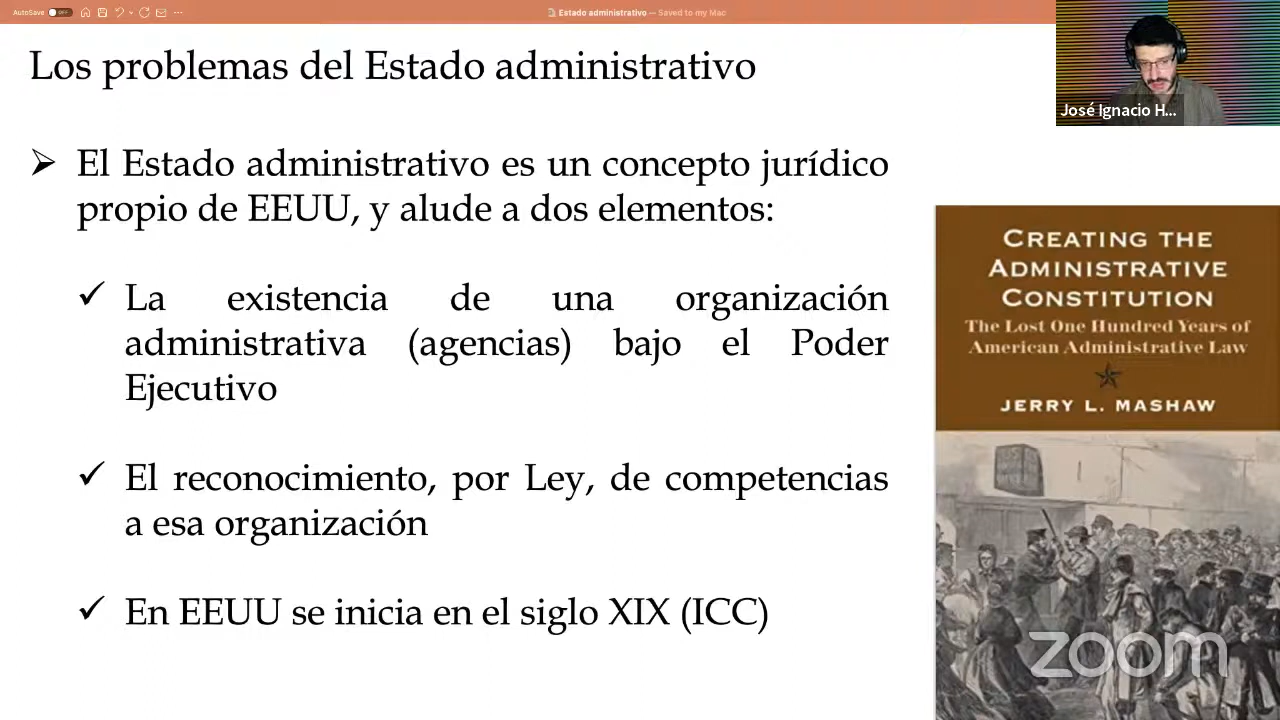 AutoSave OFF
Estado administrativo — Saved to my Mac
Los problemas del Estado administrativo
José Ignacio H...
El Estado administrativo es un concepto jurídico
propio de EEUU, y alude a dos elementos:
La existencia de una organización
administrativa (agencias) bajo el Poder
Ejecutivo
El reconocimiento, por Ley, de competencias
a esa organización
En EEUU se inicia en el siglo XIX (ICC)
CREATING THE
ADMINISTRATIVE
CONSTITUTION
The Lost One Hundred Years of
American Administrative Law
JERRY L. MASHAW
zoom